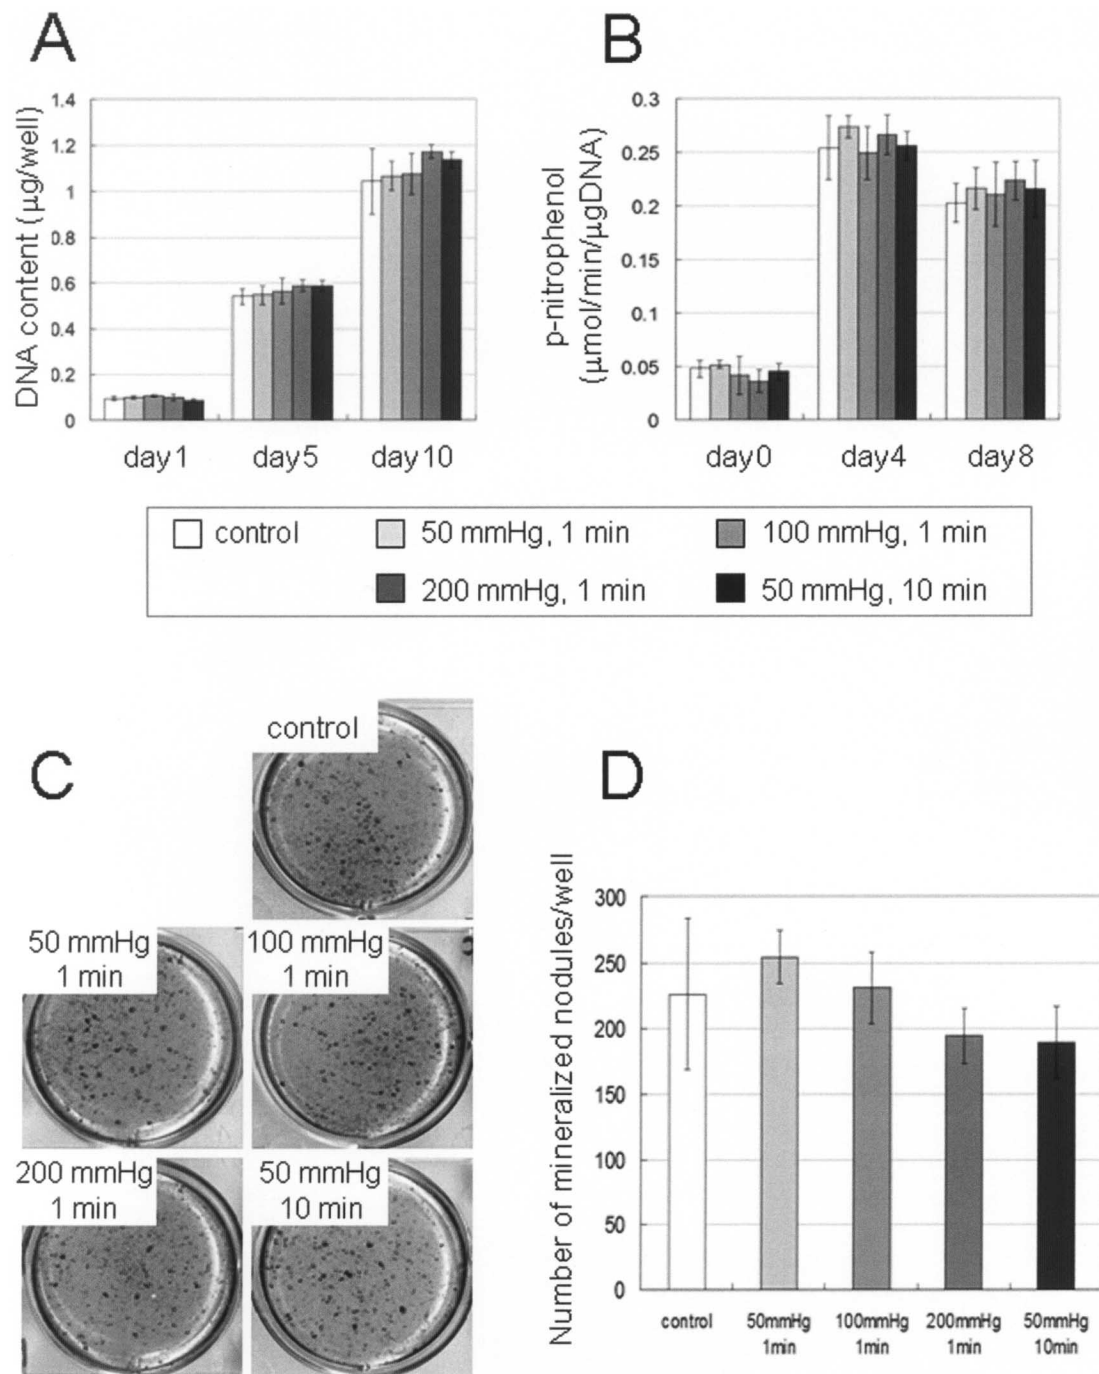 A
B
DNA content (μg/well)
1.4
1.2
1
0.8
0.6
0.4
0.2
0
day1
day5
day10
p-nitrophenol
(μmol/min/μgDNA)
0.3
0.25
0.2
0.15
0.1
0.05
0
day0
day4
day8
control
50 mmHg, 1 min
100 mmHg, 1 min
200 mmHg, 1 min
50 mmHg, 10 min
C
control
50 mmHg
1 min
100 mmHg
1 min
200 mmHg
1 min
50 mmHg
10 min
D
Number of mineralized nodules/well
300
250
200
150
100
50
0
control
50mmHg
1min
100mmHg
1min
200mmHg
1min
50mmHg
10min